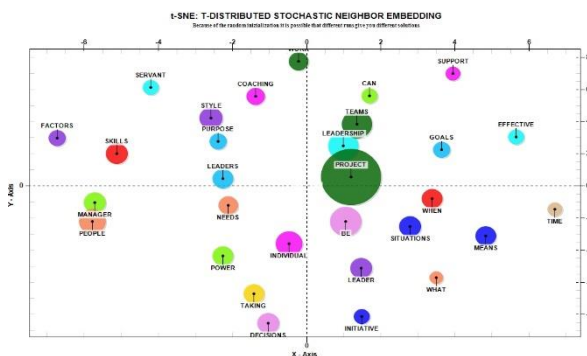 t-SNE: T-DISTRIBUTED STOCHASTIC NEIGHBOR EMBEDDING
Because of the random initialization it is possible that different runs give you different solutions
-6
-2
0
2
4
6
WORK
SUPPORT
SERVANT
COACHING
CAN
STYLE
TEAMS
FACTORS
PURPOSE
LEADERSHIP
GOALS
EFFECTIVE
SKILLS
LEADERS
PROJECT
0
Y - Axis
MANAGER
NEEDS
WHEN
TIME
PEOPLE
BE
SITUATIONS
MEANS
INDIVIDUAL
POWER
LEADER
WHAT
TAKING
DECISIONS
INITIATIVE
0
X - Axis